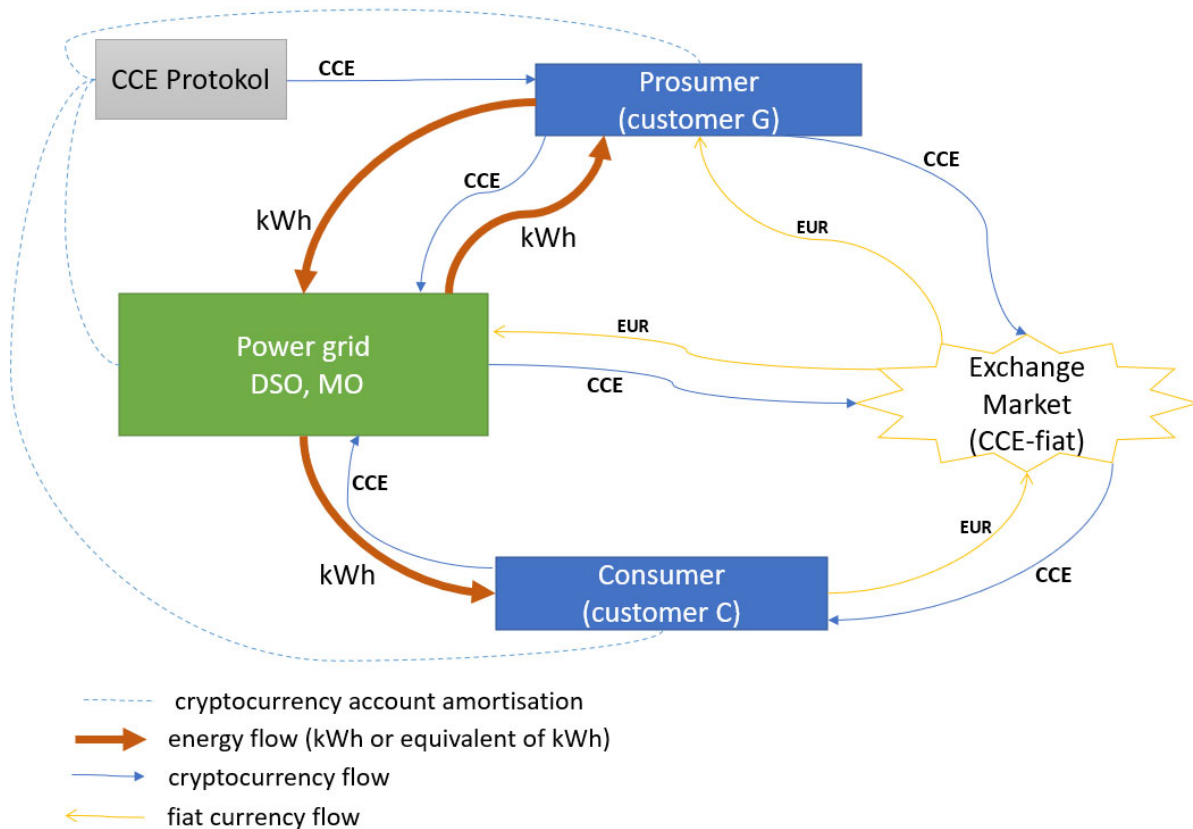 CCE Protokol
CCE
Prosumer
(customer G)
CCE
CCE
kWh
kWh
EUR
Power grid
DSO, MO
EUR
CCE
Exchange
Market
(CCE-fiat)
CCE
kWh
EUR
Consumer
(customer C)
CCE
cryptocurrency account amortisation
energy flow (kWh or equivalent of kWh)
cryptocurrency flow
fiat currency flow